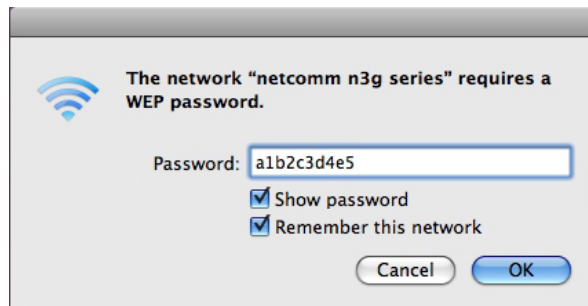 The network “netcomm n3g series” requires a
WEP password.
Password: a1b2c3d4e5
Show password
Remember this network
Cancel OK